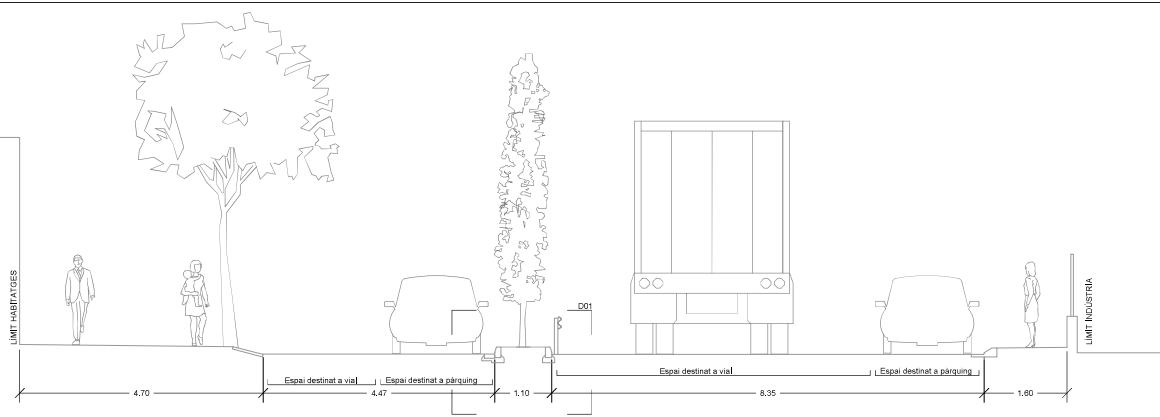 LÍMIT HABITATGES
D01
LÍMIT INDÚSTRIA
Espai destinat a vial
Espai destinat a pàrquing
Espai destinat a vial
Espai destinat a pàrquing
4.70
4.47
1.10
8.35
1.60